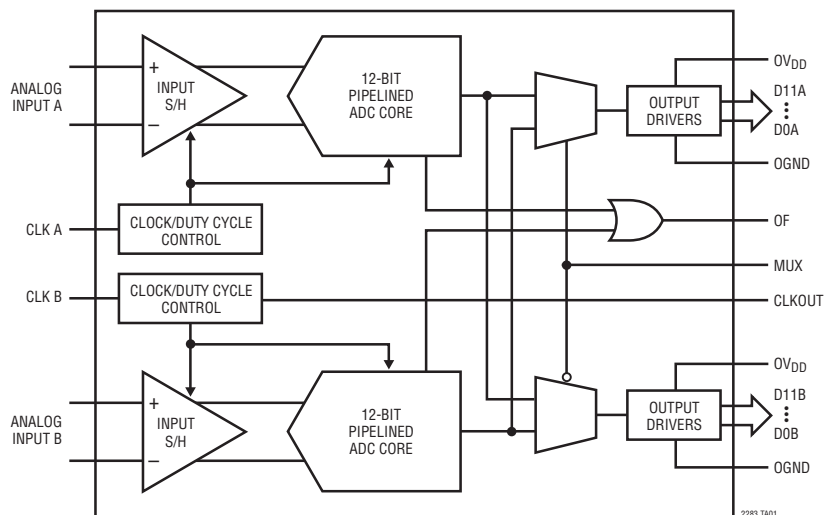 ANALOG
INPUT A
+
−
INPUT
S/H
12-BIT
PIPELINED
ADC CORE
OUTPUT
DRIVERS
OVDD
D11A
D0A
OGND
CLK A
CLOCK/DUTY CYCLE
CONTROL
OF
MUX
CLK B
CLOCK/DUTY CYCLE
CONTROL
CLKOUT
ANALOG
INPUT B
+
−
INPUT
S/H
12-BIT
PIPELINED
ADC CORE
OUTPUT
DRIVERS
OVDD
D11B
D0B
OGND
2283 TA01